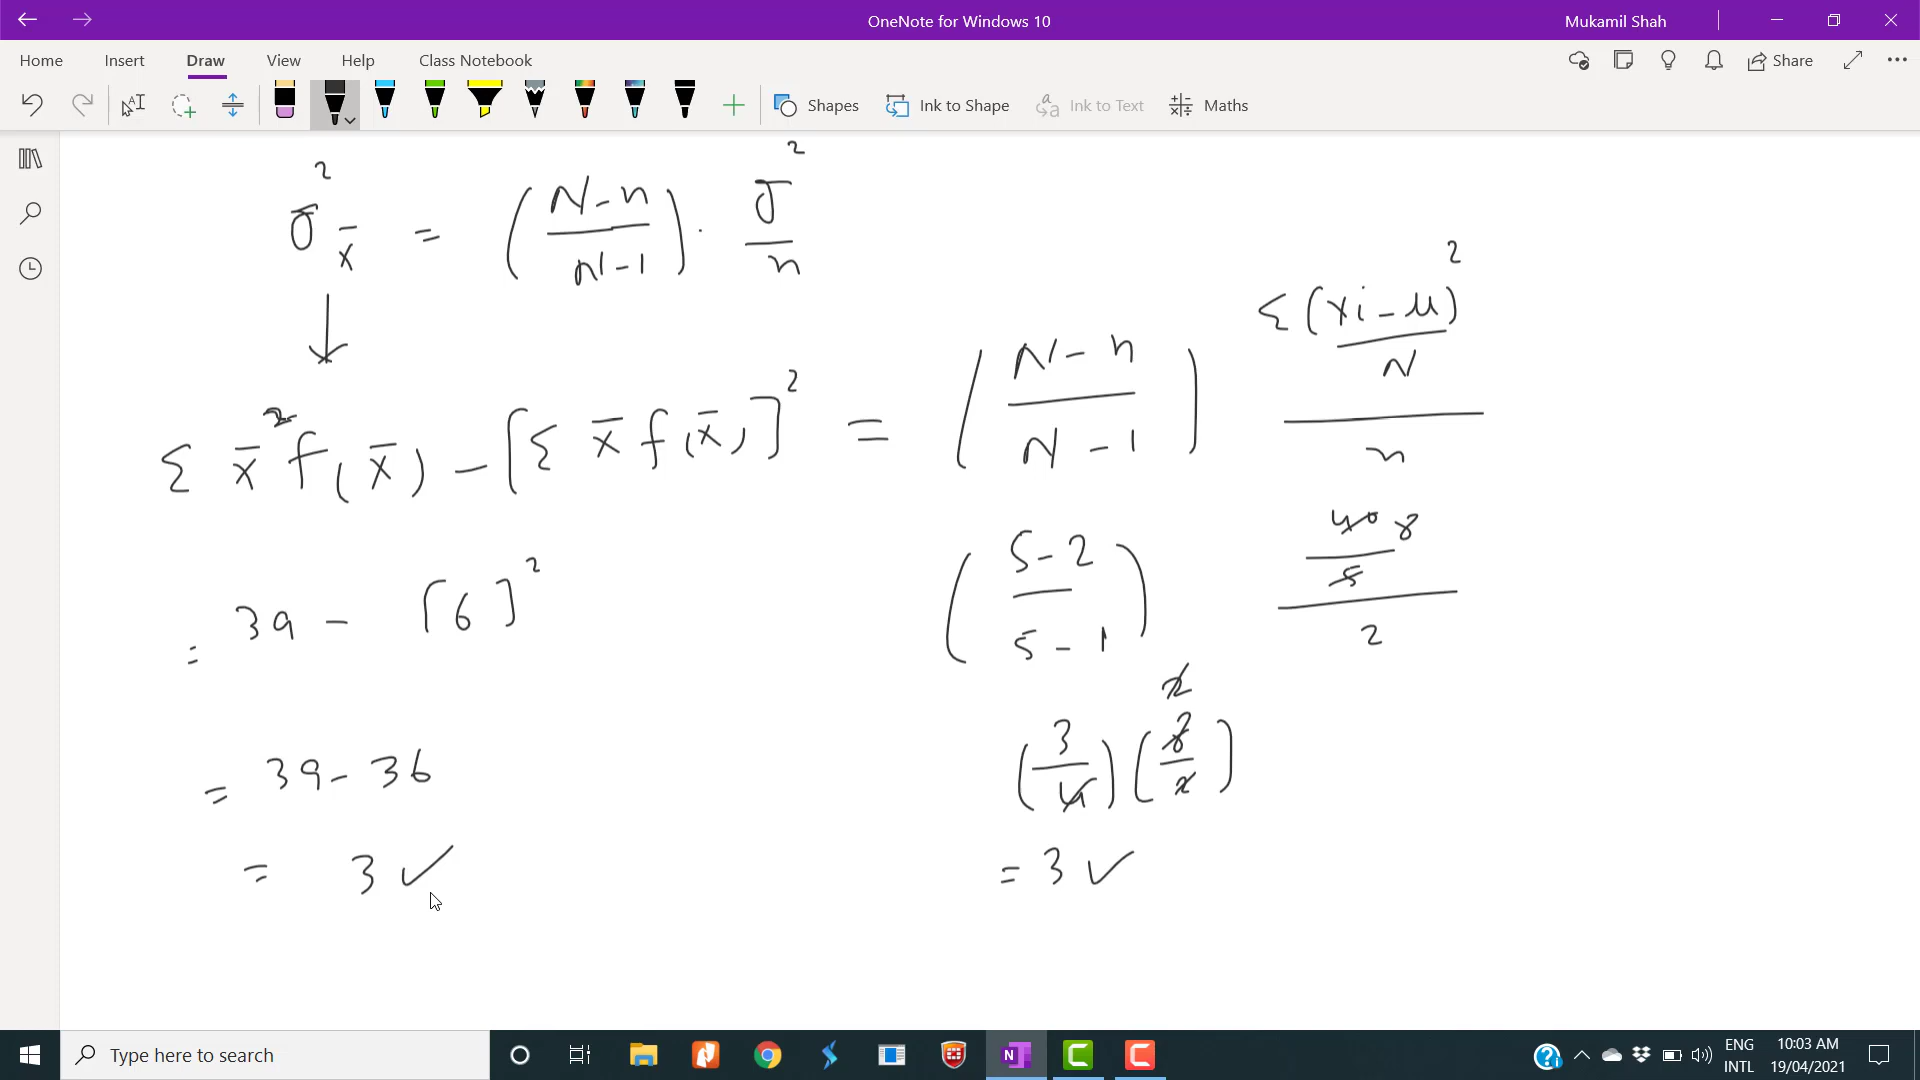 OneNote for Windows 10
Mukamil Shah
Home Insert Draw View Help Class Notebook
Share
Shapes Ink to Shape Ink to Text Maths
σ²x̄ = (N-n / N-1) · σ² / n
Σ x̄² f(x̄) - [Σ x̄ f(x̄)]² = (N-n / N-1) Σ(xi-μ)² / N / n
= 39 - [6]²
(5-2 / 5-1) 40 8 / 5 / 2
= 39-36
(3/4) (8/2) 2
= 3 ✓
= 3 ✓
Type here to search
ENG
INTL
10:03 AM
19/04/2021